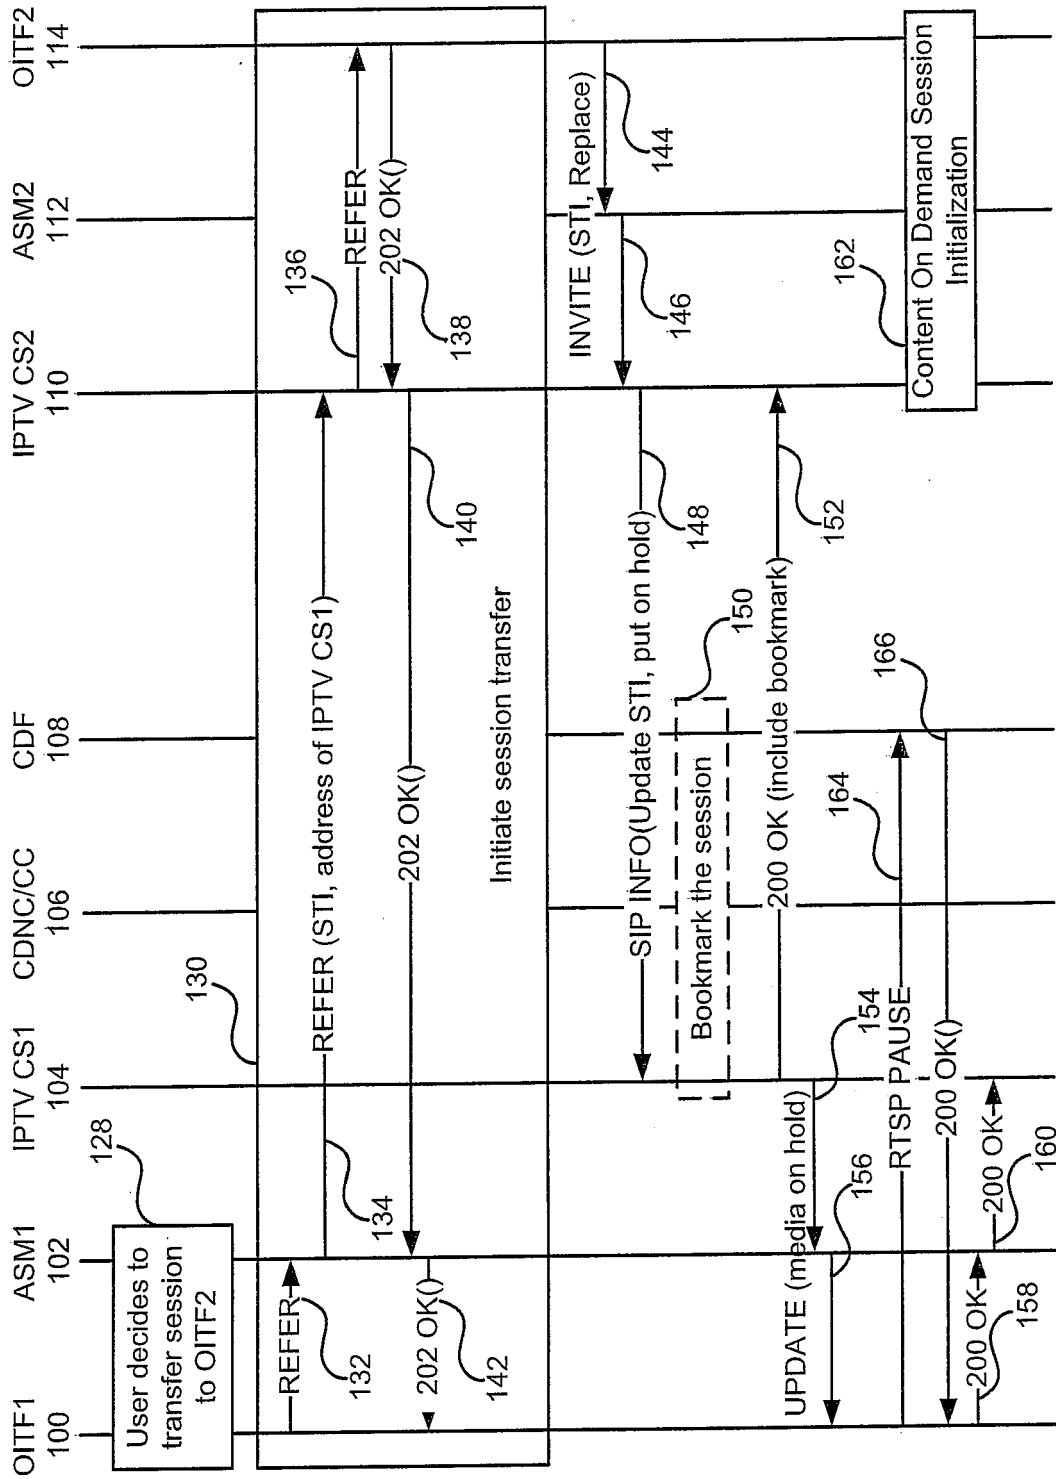 OITF1
100
ASM1
102
IPTV CS1
104
CDNC/CC
106
CDF
108
IPTV CS2
110
ASM2
112
OITF2
114
User decides to
transfer session
to OITF2
128
130
REFER
132
REFER (STI, address of IPTV CS1)
134
REFER
136
202 OK()
138
202 OK()
140
202 OK()
142
Initiate session transfer
INVITE (STI, Replace)
144
146
SIP INFO(Update STI, put on hold)
148
Bookmark the session
150
200 OK (include bookmark)
152
UPDATE (media on hold)
154
156
RTSP PAUSE
164
200 OK()
166
200 OK
158
200 OK
160
Content On Demand Session
Initialization
162